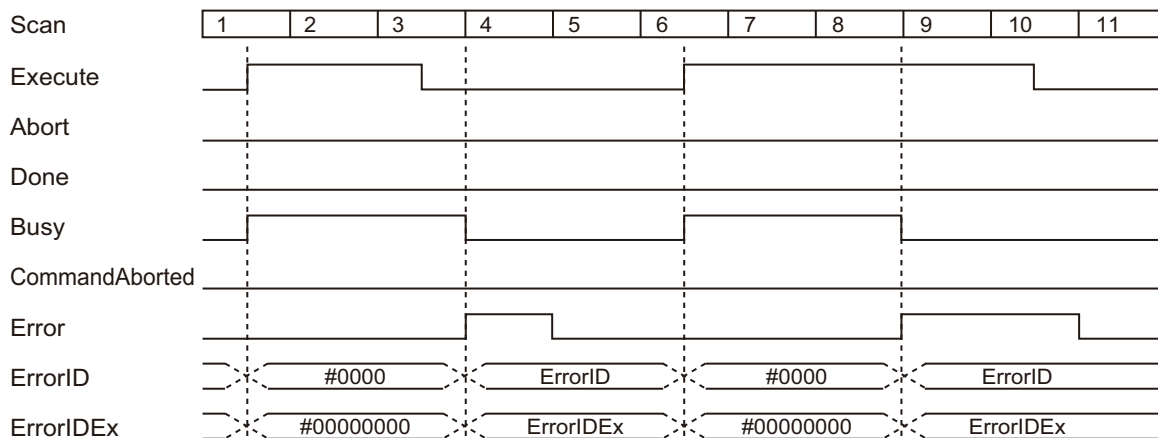 Scan 1 2 3 4 5 6 7 8 9 10 11
Execute
Abort
Done
Busy
CommandAborted
Error
ErrorID #0000 ErrorID #0000 ErrorID
ErrorIDEx #00000000 ErrorIDEx #00000000 ErrorIDEx